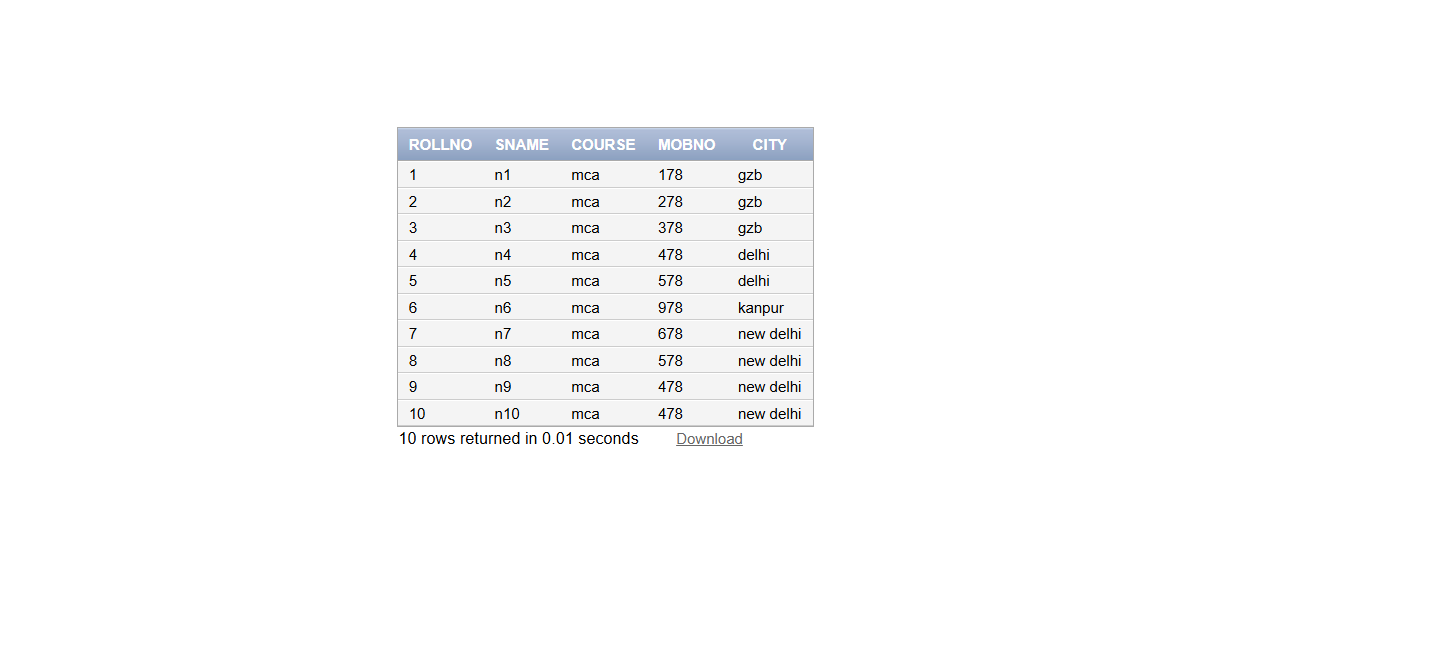 ROLLNO SNAME COURSE MOBNO CITY
1 n1 mca 178 gzb
2 n2 mca 278 gzb
3 n3 mca 378 gzb
4 n4 mca 478 delhi
5 n5 mca 578 delhi
6 n6 mca 978 kanpur
7 n7 mca 678 new delhi
8 n8 mca 578 new delhi
9 n9 mca 478 new delhi
10 n10 mca 478 new delhi
10 rows returned in 0.01 seconds Download